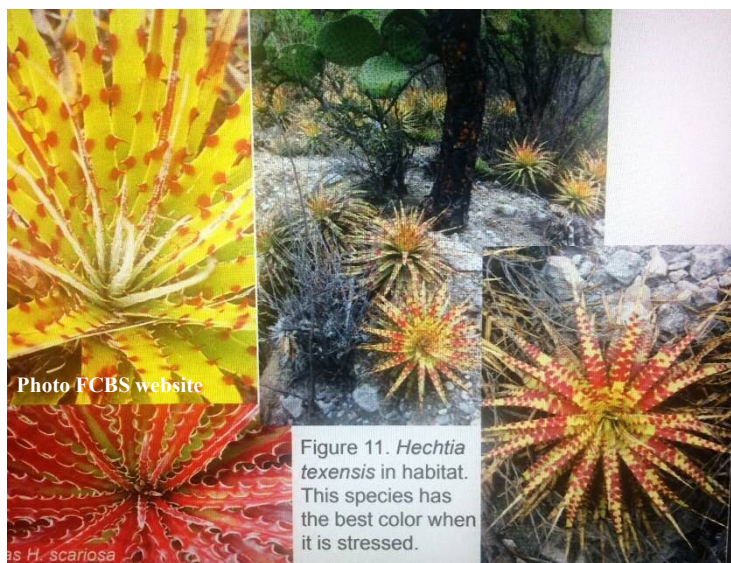 Photo FCBS website
Figure 11. Hechtia
texensis in habitat.
This species has
the best color when
it is stressed.
as H. scariosa